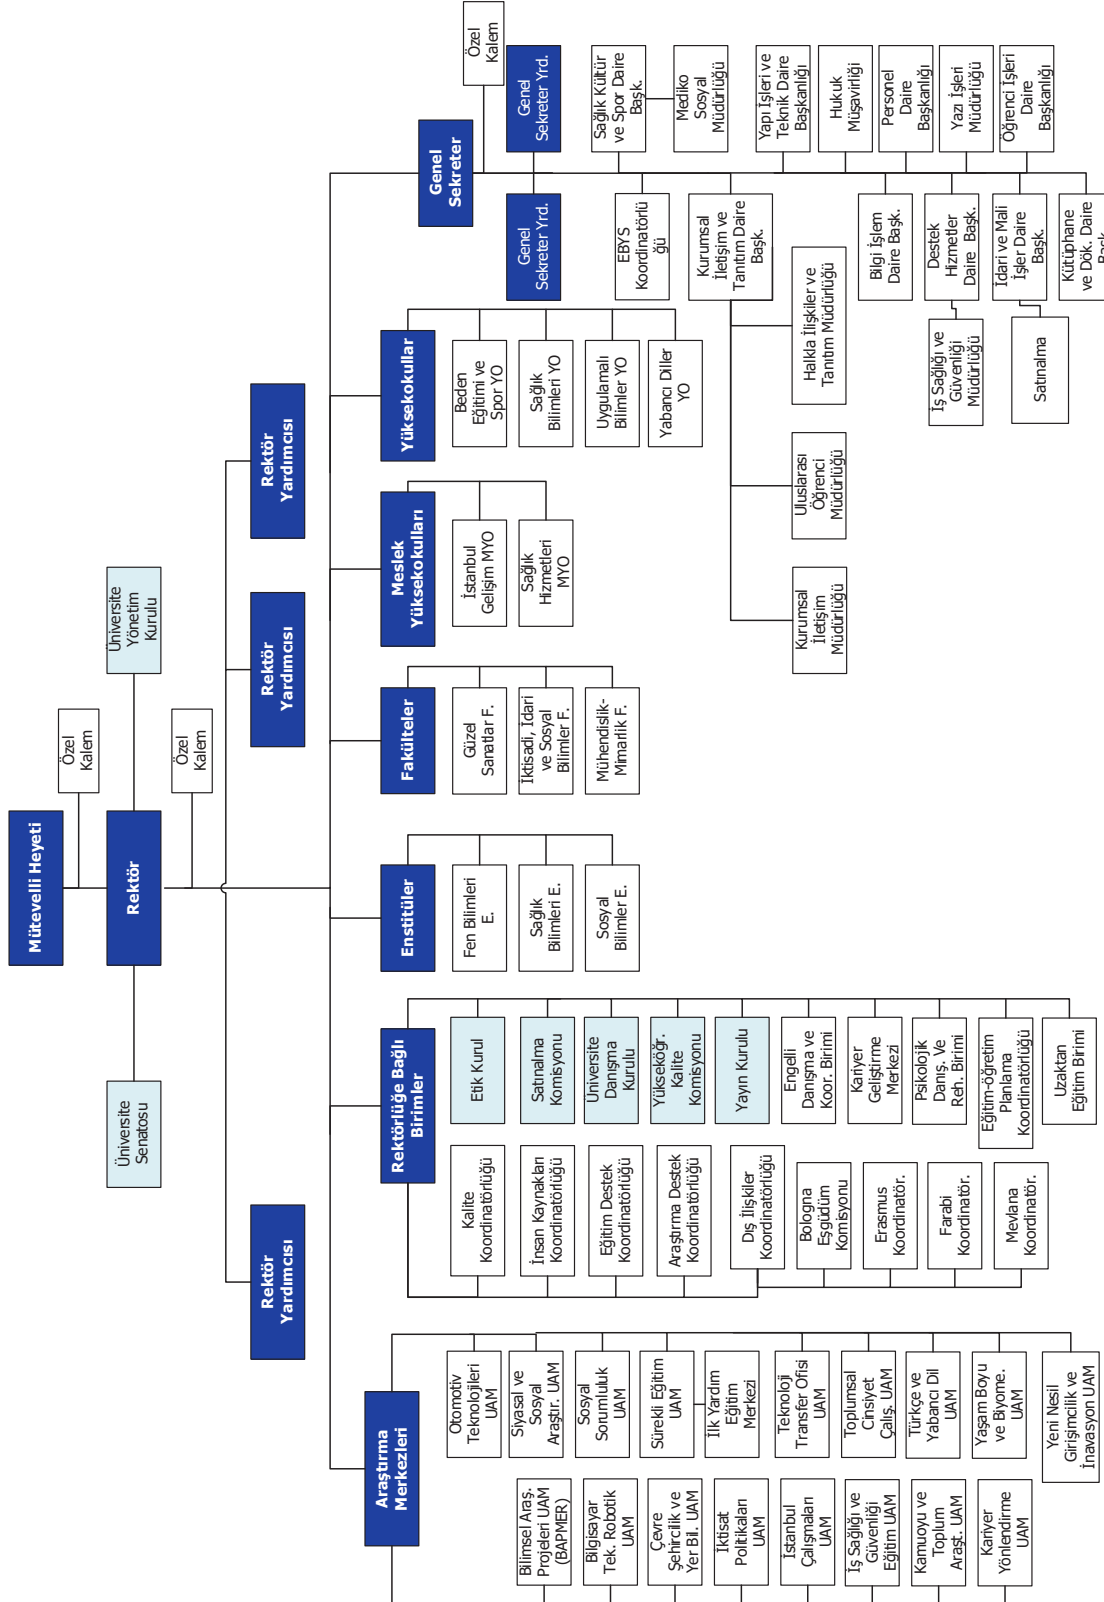 Mütevelli Heyeti
Özel
Kalem
Üniversite
Senatosu
Rektör
Üniversite
Yönetim
Kurulu
Özel
Kalem
Rektör
Yardımcısı
Rektör
Yardımcısı
Rektör
Yardımcısı
Araştırma
Merkezleri
Otomotiv
Teknolojileri
UAM
Siyasal ve
Sosyal
Araştır. UAM
Sosyal
Sorumluluk
UAM
Sürekli Eğitim
UAM
İlk Yardım
Eğitim
Merkezi
Teknoloji
Transfer Ofisi
UAM
Toplumsal
Cinsiyet
Çalış. UAM
Türkçe ve
Yabancı Dil
UAM
Yaşam Boyu
ve Biyome.
UAM
Yeni Nesil
Girişimcilik ve
İnavasyon UAM
Bilimsel Araş.
Projeleri UAM
(BAPMER)
Bilgisayar
Tek. Robotik
UAM
Çevre
Şehircilik ve
Yer Bil. UAM
İktisat
Politikaları
UAM
İstanbul
Çalışmaları
UAM
İş Sağlığı ve
Güvenliği
Eğitim UAM
Kamuoyu ve
Toplum
Araşt. UAM
Kariyer
Yönlendirme
UAM
Rektörlüğe Bağlı
Birimler
Kalite
Koordinatörlüğü
İnsan Kaynakları
Koordinatörlüğü
Eğitim Destek
Koordinatörlüğü
Araştırma Destek
Koordinatörlüğü
Dış İlişkiler
Koordinatörlüğü
Bologna
Eşgüdüm
Komisyonu
Erasmus
Koordinatör.
Farabi
Koordinatör.
Mevlana
Koordinatör.
Etik Kurul
Satınalma
Komisyonu
Üniversite
Danışma
Kurulu
Yükseköğr.
Kalite
Komisyonu
Yayın Kurulu
Engelli
Danışma ve
Koor. Birimi
Kariyer
Geliştirme
Merkezi
Psikolojik
Danış. Ve
Reh. Birimi
Eğitim-öğretim
Planlama
Koordinatörlüğü
Uzaktan
Eğitim Birimi
Enstitüler
Fen Bilimleri
E.
Sağlık
Bilimleri E.
Sosyal
Bilimler E.
Fakülteler
Güzel
Sanatlar F.
İktisadi, İdari
ve Sosyal
Bilimler F.
Mühendislik-
Mimarlik F.
Meslek
Yüksekokulları
İstanbul
Gelişim MYO
Sağlık
Hizmetleri
MYO
Yüksekokullar
Beden
Eğitimi ve
Spor YO
Sağlık
Bilimleri YO
Uygulamalı
Bilimler YO
Yabancı Diller
YO
Genel
Sekreter
Özel
Kalem
Genel
Sekreter Yrd.
Genel
Sekreter Yrd.
EBYS
Koordinatörlü
ğü
Sağlık Kültür
ve Spor Daire
Başk.
Mediko
Sosyal
Müdürlüğü
Kurumsal
İletişim ve
Tanıtım Daire
Başk.
Kurumsal
İletişim
Müdürlüğü
Uluslarası
Öğrenci
Müdürlüğü
Halkla İlişkiler ve
Tanıtım Müdürlüğü
Yapı İşleri ve
Teknik Daire
Başkanlığı
Hukuk
Müşavirliği
Bilgi İşlem
Daire Başk.
Personel
Daire
Başkanlığı
Destek
Hizmetler
Daire Başk.
İş Sağlığı ve
Güvenliği
Müdürlüğü
Yazı İşleri
Müdürlüğü
İdari ve Mali
İşler Daire
Başk.
Satınalma
Öğrenci İşleri
Daire
Başkanlığı
Kütüphane
ve Dök. Daire
Başk.